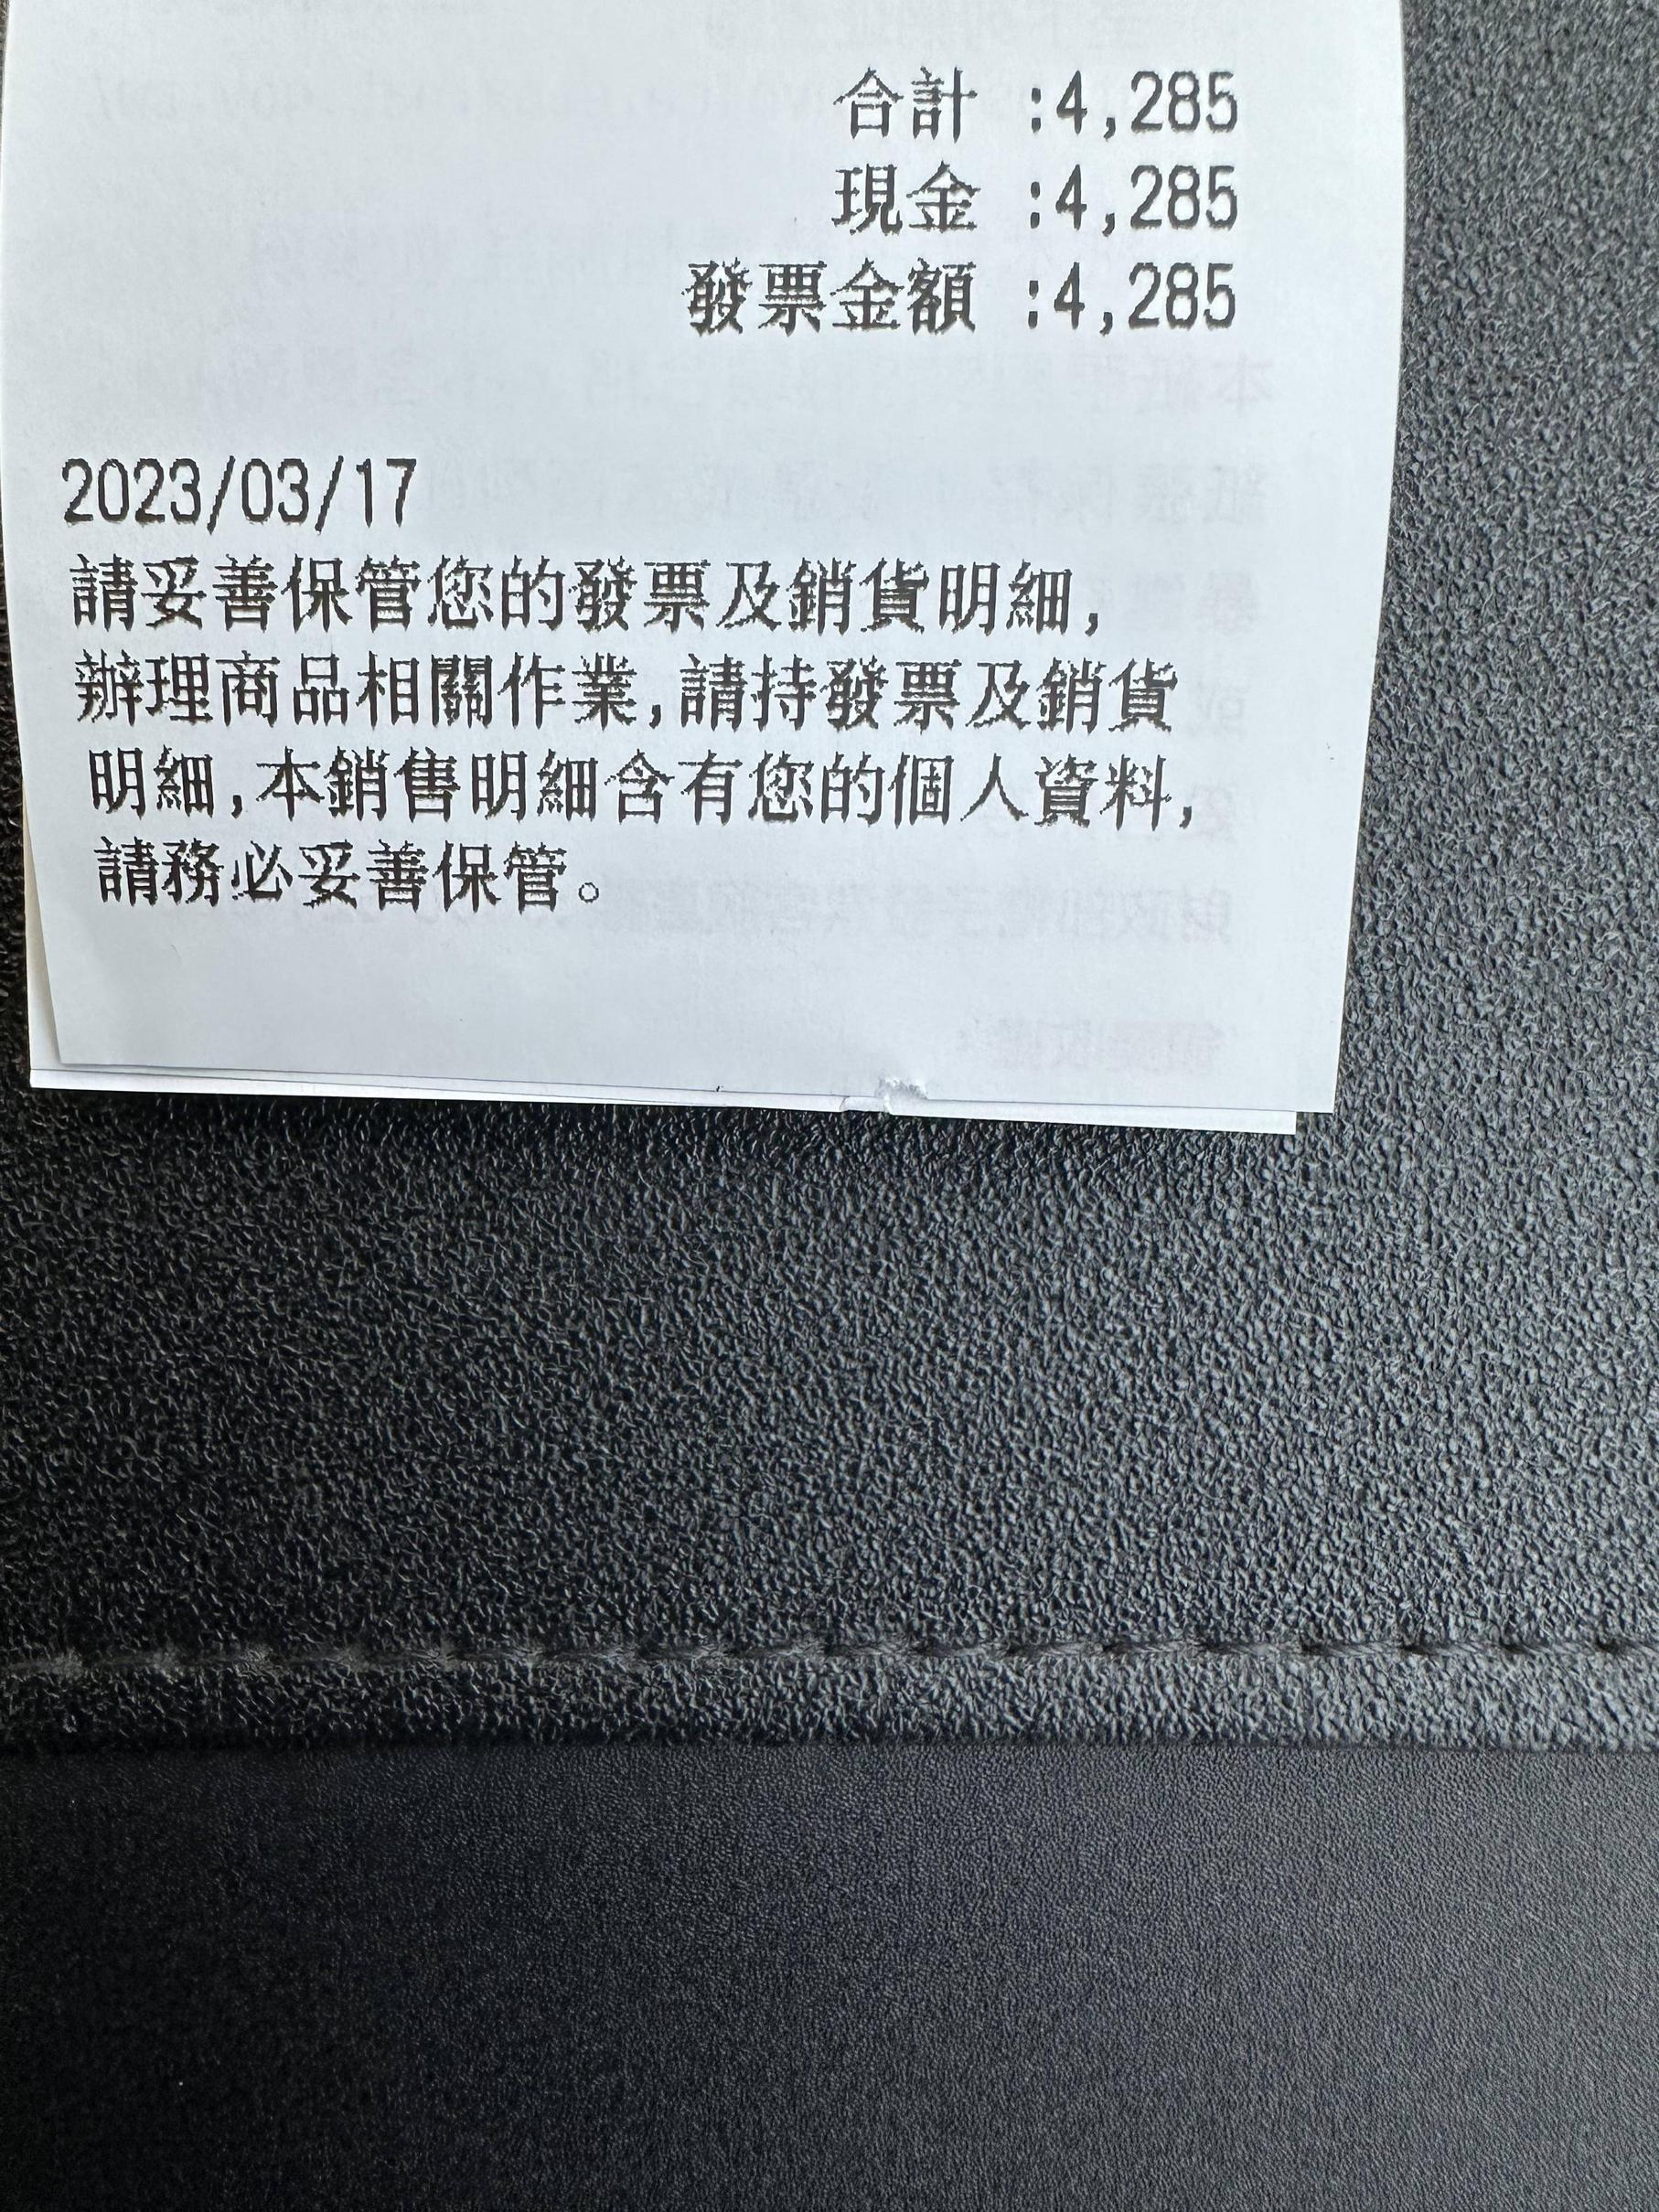 合計 :4,285
現金 :4,285
發票金額 :4,285
2023/03/17
請妥善保管您的發票及銷貨明細,
辦理商品相關作業,請持發票及銷貨
明細,本銷售明細含有您的個人資料,
請務必妥善保管。